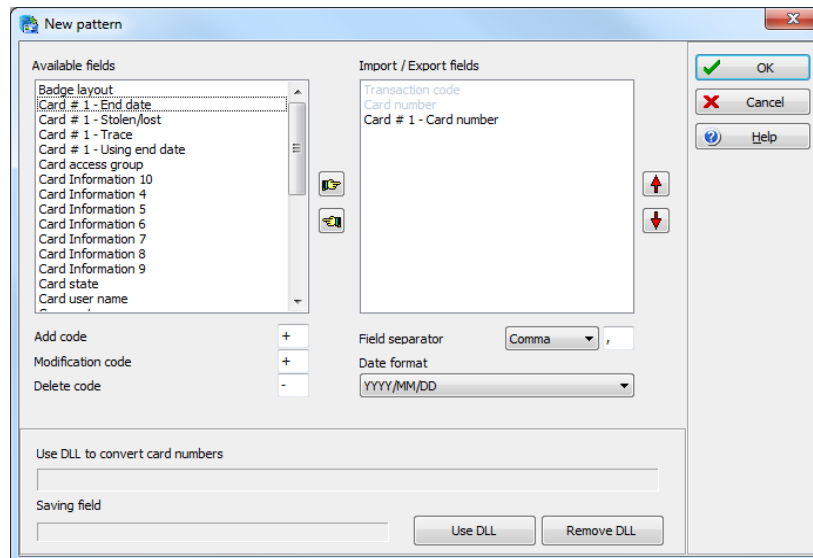 New pattern
Available fields
Badge layout
Card # 1 - End date
Card # 1 - Stolen/lost
Card # 1 - Trace
Card # 1 - Using end date
Card access group
Card Information 10
Card Information 4
Card Information 5
Card Information 6
Card Information 7
Card Information 8
Card Information 9
Card state
Card user name
Import / Export fields
Transaction code
Card number
Card # 1 - Card number
OK
Cancel
Help
Add code +
Modification code +
Delete code -
Field separator Comma ,
Date format
YYYY/MM/DD
Use DLL to convert card numbers
Saving field
Use DLL Remove DLL